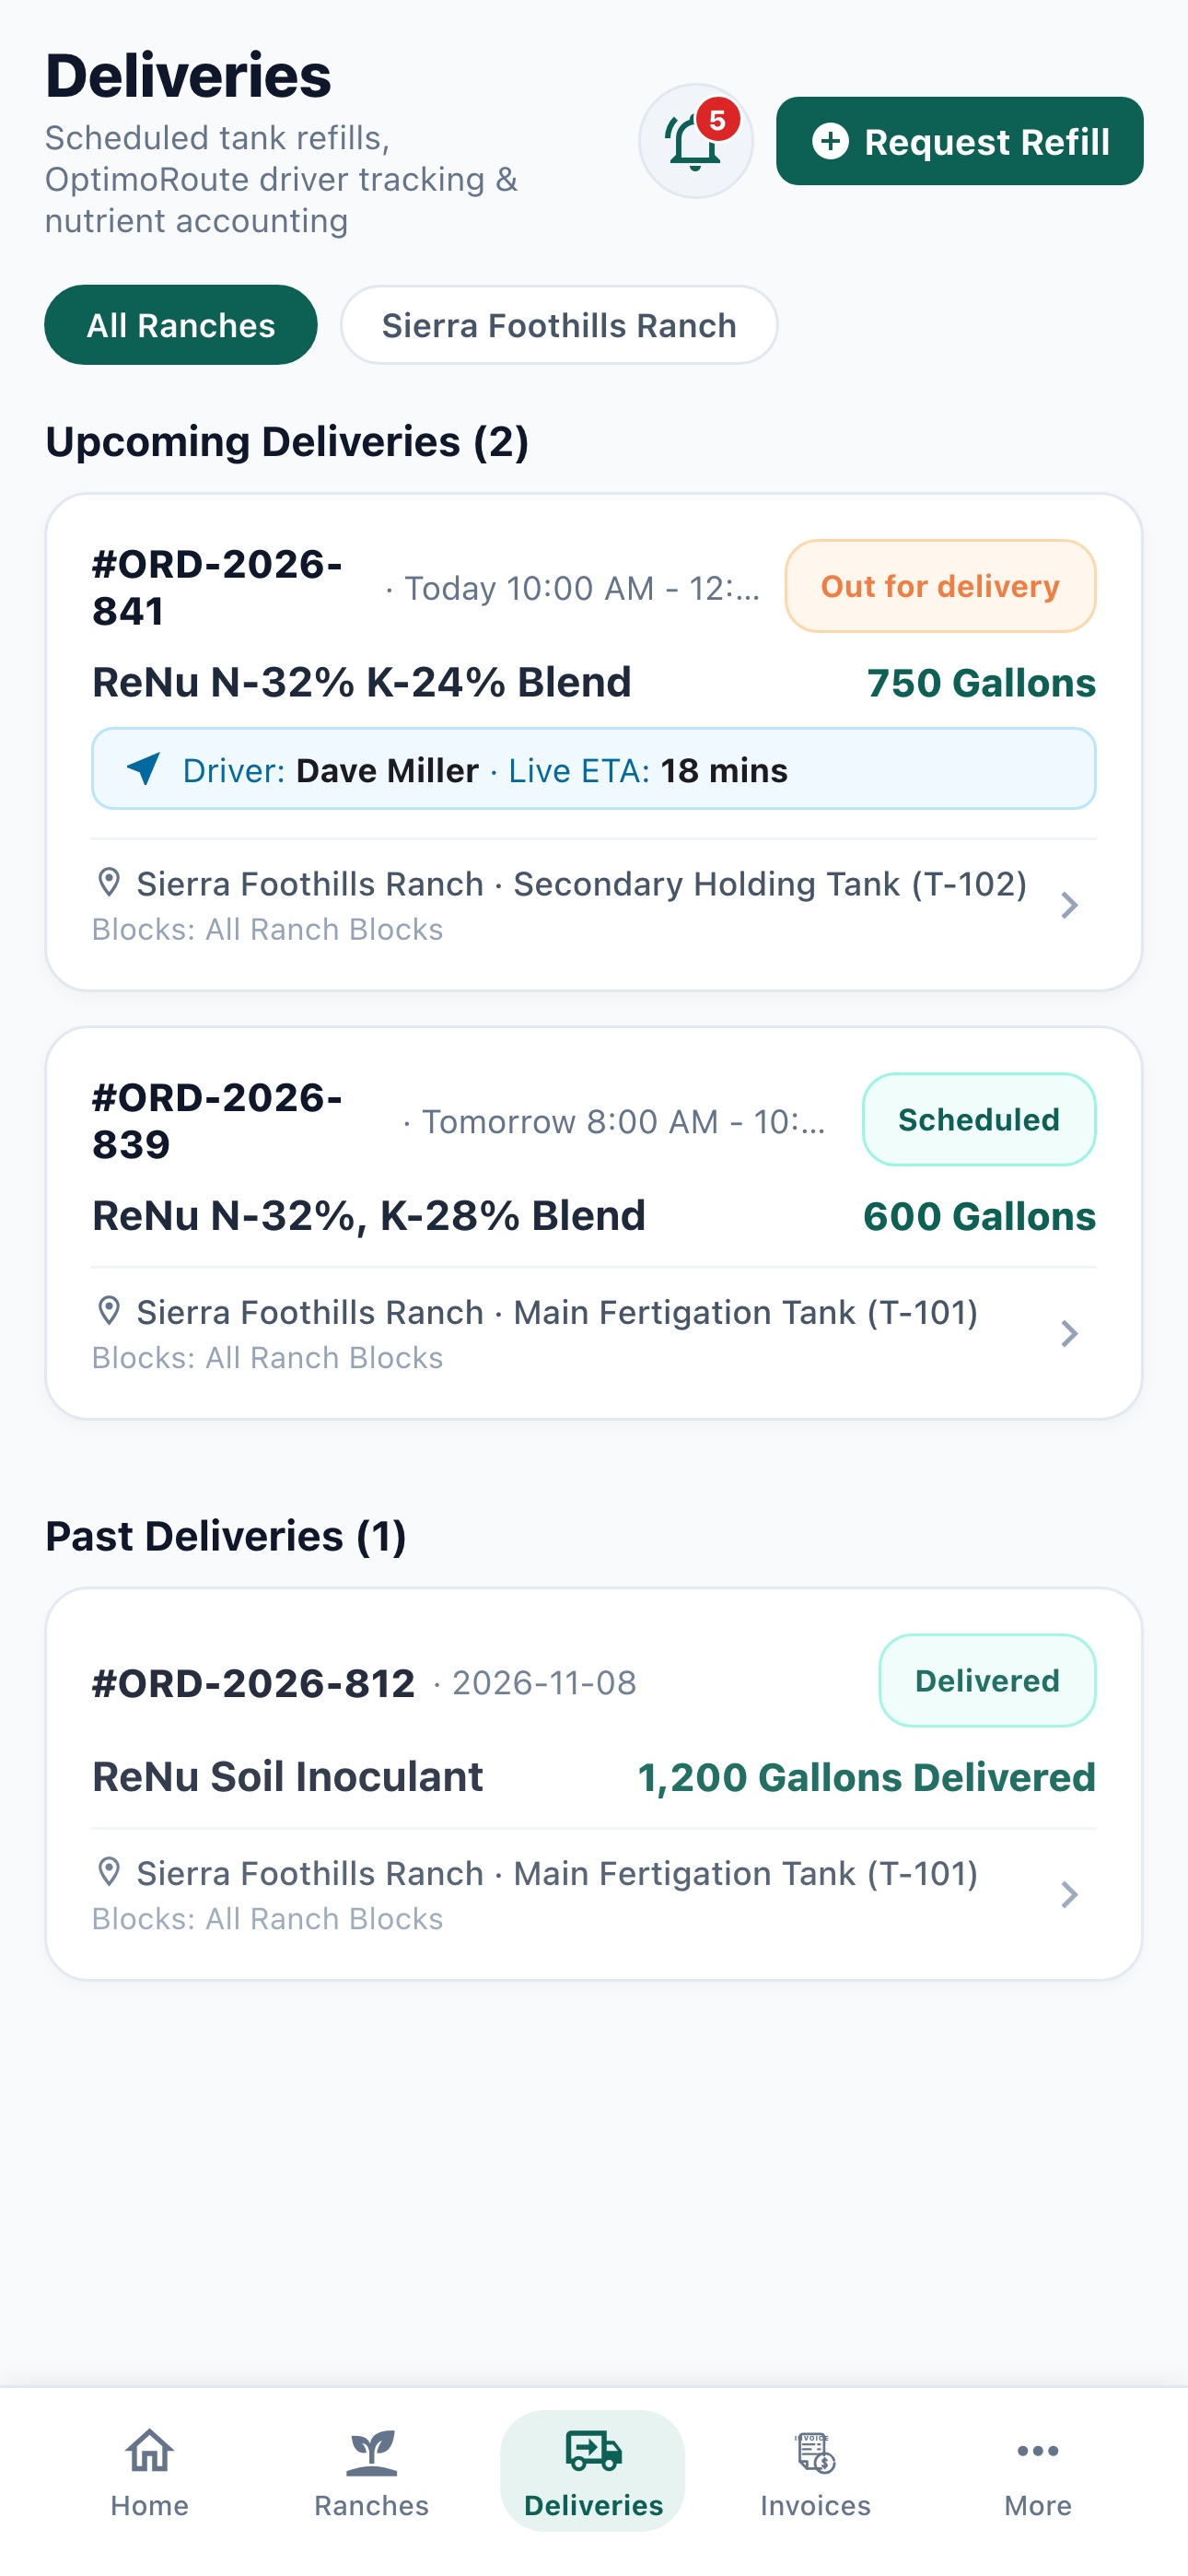 Deliveries
Scheduled tank refills,
OptimoRoute driver tracking &
nutrient accounting
5
Request Refill
All Ranches
Sierra Foothills Ranch
Upcoming Deliveries (2)
#ORD-2026-
841
· Today 10:00 AM - 12:...
Out for delivery
ReNu N-32% K-24% Blend
750 Gallons
Driver: Dave Miller · Live ETA: 18 mins
Sierra Foothills Ranch · Secondary Holding Tank (T-102)
Blocks: All Ranch Blocks
#ORD-2026-
839
· Tomorrow 8:00 AM - 10:...
Scheduled
ReNu N-32%, K-28% Blend
600 Gallons
Sierra Foothills Ranch · Main Fertigation Tank (T-101)
Blocks: All Ranch Blocks
Past Deliveries (1)
#ORD-2026-812 · 2026-11-08
Delivered
ReNu Soil Inoculant
1,200 Gallons Delivered
Sierra Foothills Ranch · Main Fertigation Tank (T-101)
Blocks: All Ranch Blocks
INVOICE
$
Home
Ranches
Deliveries
Invoices
More